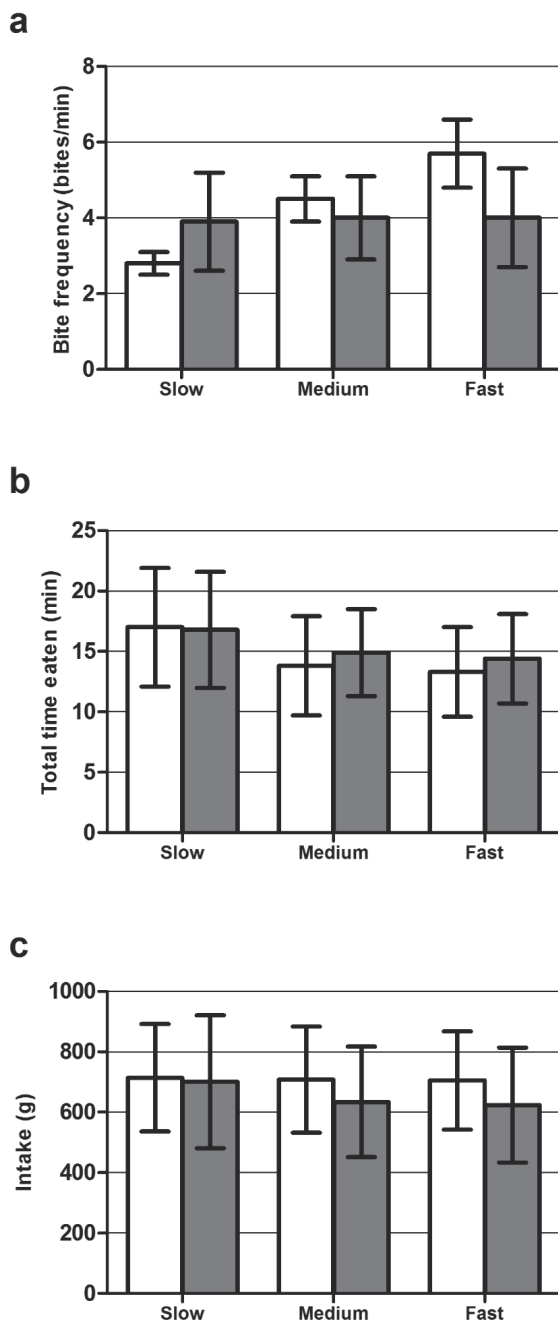 a
Bite frequency (bites/min)
8
6
4
2
0
Slow Medium Fast
b
Total time eaten (min)
25
20
15
10
5
0
Slow Medium Fast
c
Intake (g)
1000
800
600
400
200
0
Slow Medium Fast